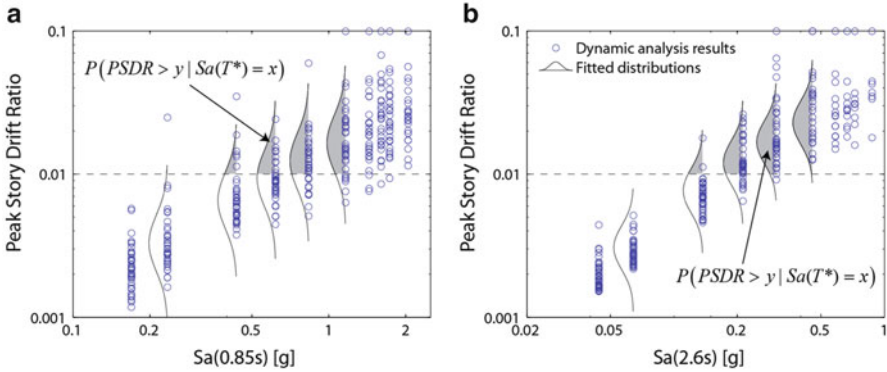 a
0.1
P(PSDR > y | Sa(T*) = x)
Peak Story Drift Ratio
0.01
0.001
0.1 0.2 0.5 1 2
Sa(0.85s) [g]
b
0.1
Dynamic analysis results
Fitted distributions
Peak Story Drift Ratio
0.01
P(PSDR > y | Sa(T*) = x)
0.001
0.02 0.05 0.1 0.2 0.5 1
Sa(2.6s) [g]